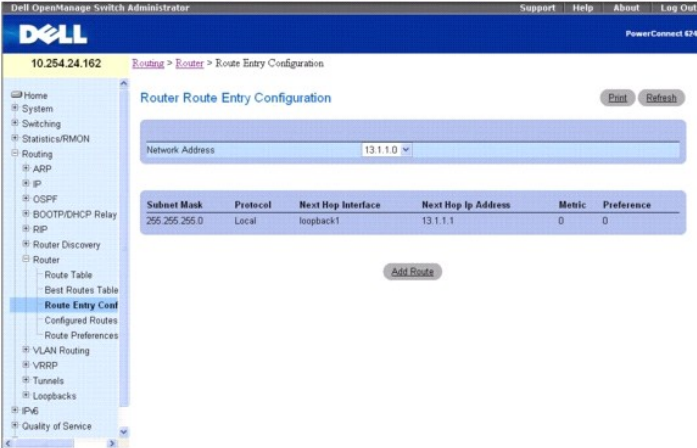 Dell OpenManage Switch Administrator
Support Help About Log Out
DELL
PowerConnect 624
10.254.24.162
Routing > Router > Route Entry Configuration
Home
System
Switching
Statistics/RMON
Routing
ARP
IP
OSPF
BOOTP/DHCP Relay
RIP
Router Discovery
Router
Route Table
Best Routes Table
Route Entry Conf
Configured Routes
Route Preferences
VLAN Routing
VRRP
Tunnels
Loopbacks
IPv6
Quality of Service
Router Route Entry Configuration
Print Refresh
Network Address 13.1.1.0
Subnet Mask Protocol Next Hop Interface Next Hop Ip Address Metric Preference
255.255.255.0 Local loopback1 13.1.1.1 0 0
Add Route